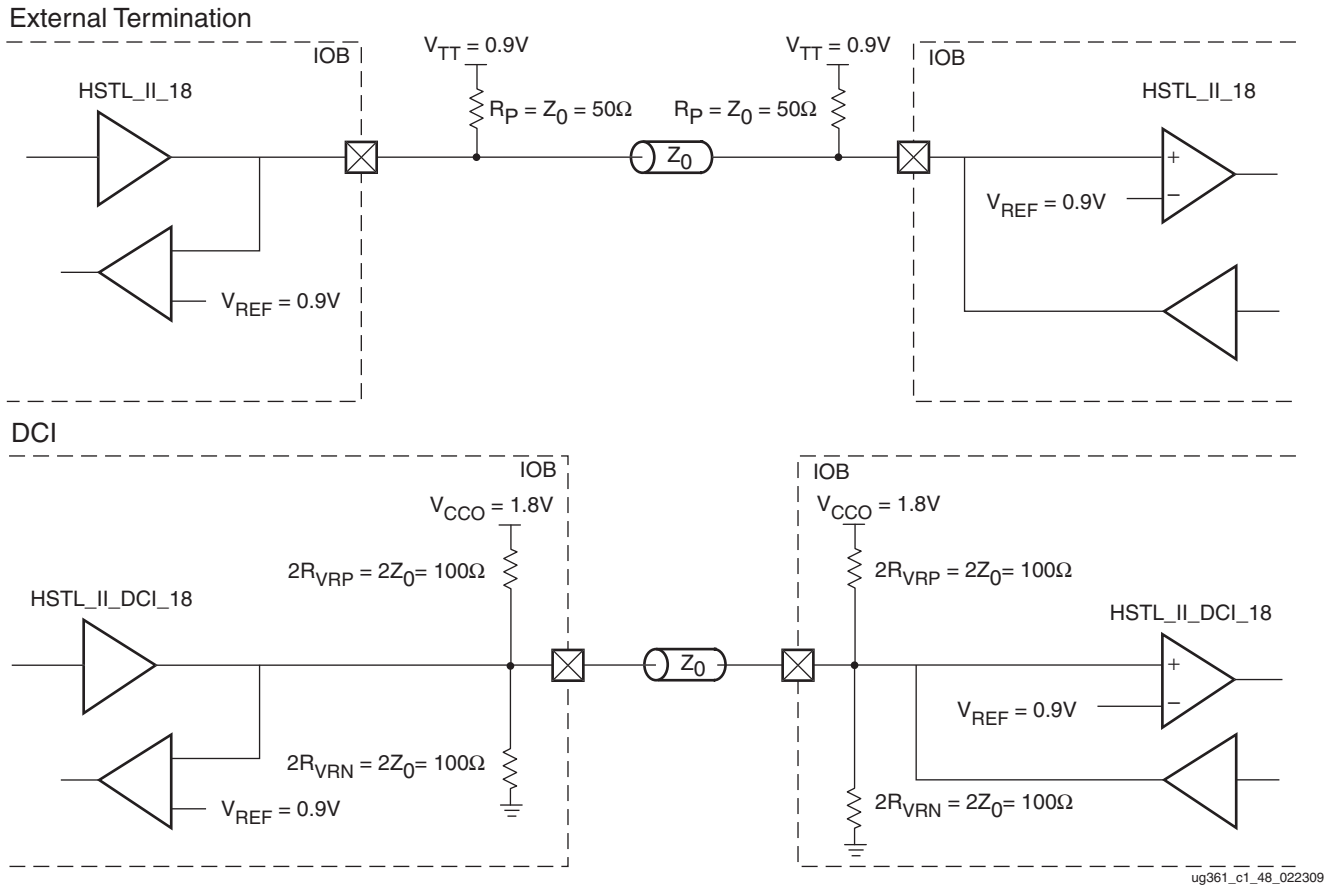 External Termination
IOB
V_TT = 0.9V
V_TT = 0.9V
IOB
HSTL_II_18
HSTL_II_18
R_P = Z_0 = 50Ω
R_P = Z_0 = 50Ω
Z_0
+
–
V_REF = 0.9V
V_REF = 0.9V
DCI
IOB
IOB
V_CCO = 1.8V
V_CCO = 1.8V
2R_VRP = 2Z_0= 100Ω
2R_VRP = 2Z_0= 100Ω
HSTL_II_DCI_18
HSTL_II_DCI_18
Z_0
+
–
V_REF = 0.9V
2R_VRN = 2Z_0= 100Ω
2R_VRN = 2Z_0= 100Ω
V_REF = 0.9V
ug361_c1_48_022309